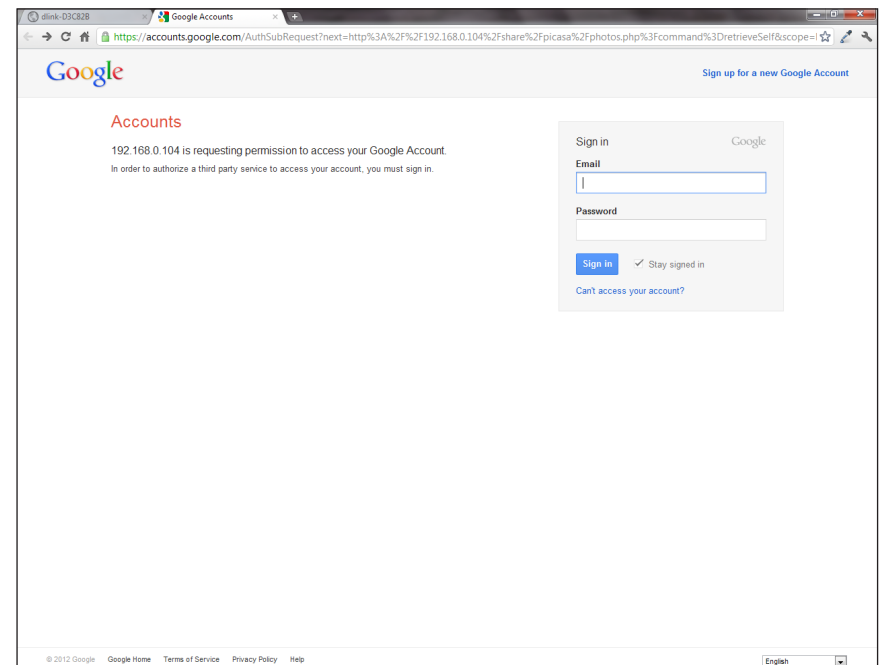 dlink-D3C82B
Google Accounts
https://accounts.google.com/AuthSubRequest?next=http%3A%2F%2F192.168.0.104%2Fshare%2Fpicasa%2Fphotos.php%3Fcommand%3DretrieveSelf&scope=
Google
Sign up for a new Google Account
Accounts
192.168.0.104 is requesting permission to access your Google Account.
In order to authorize a third party service to access your account, you must sign in.
Sign in
Google
Email
Password
Sign in
Stay signed in
Can't access your account?
© 2012 Google Google Home Terms of Service Privacy Policy Help
English